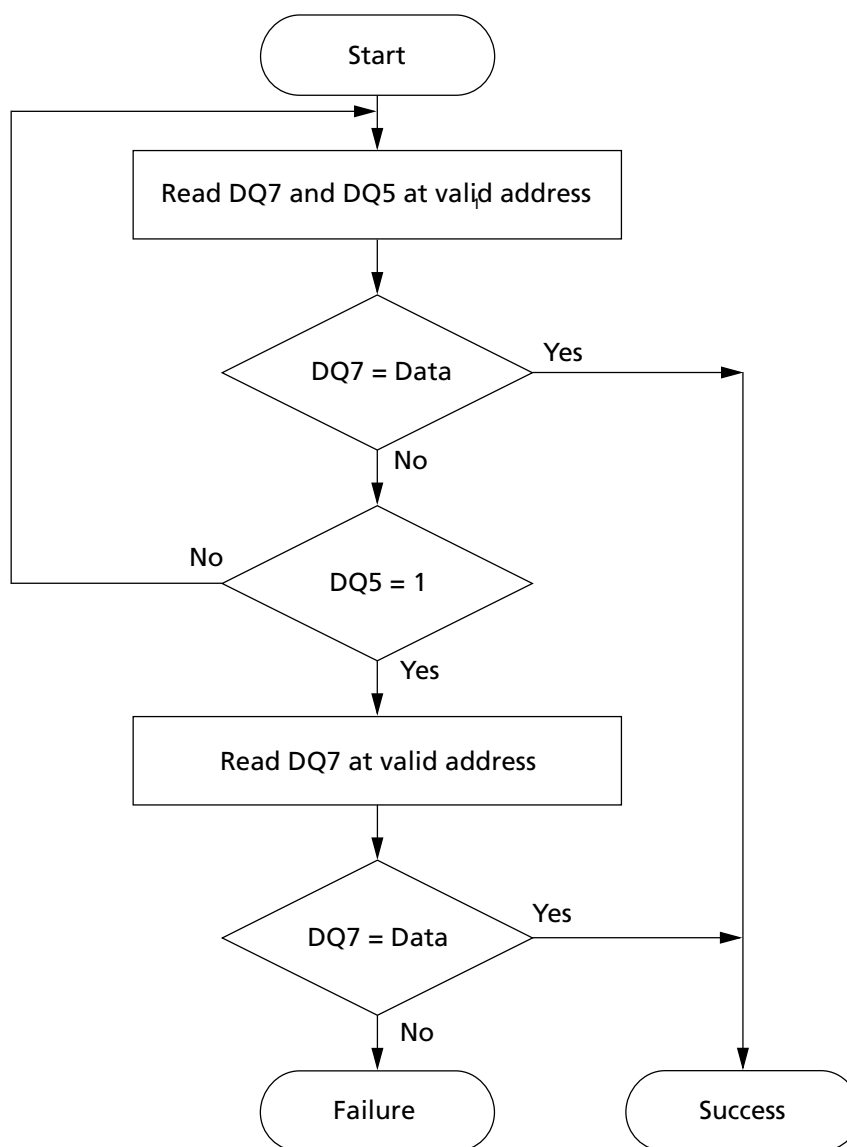 Start
Read DQ7 and DQ5 at valid address
DQ7 = Data
Yes
No
DQ5 = 1
No
Yes
Read DQ7 at valid address
DQ7 = Data
Yes
No
Failure
Success